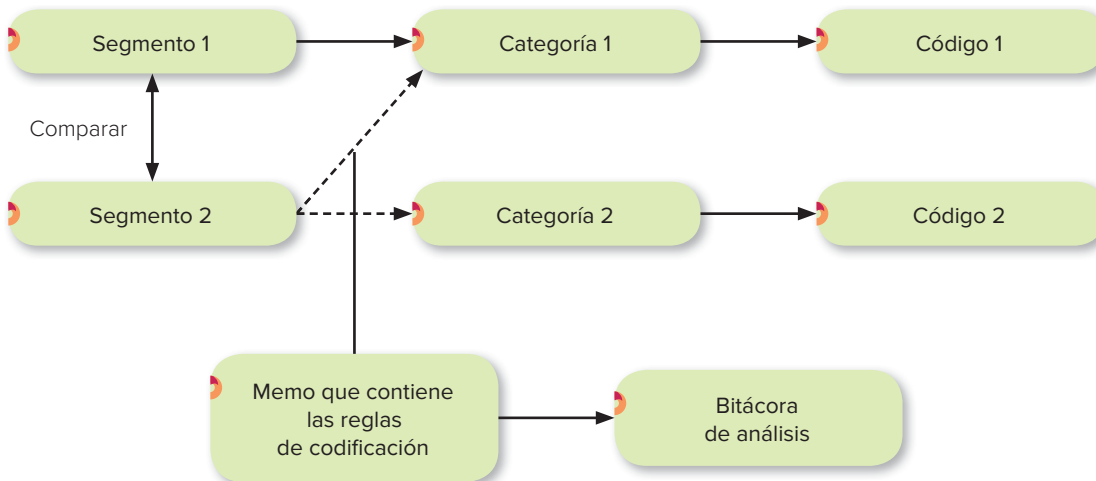 Segmento 1
Categoría 1
Código 1
Comparar
Segmento 2
Categoría 2
Código 2
Memo que contiene
las reglas
de codificación
Bitácora
de análisis